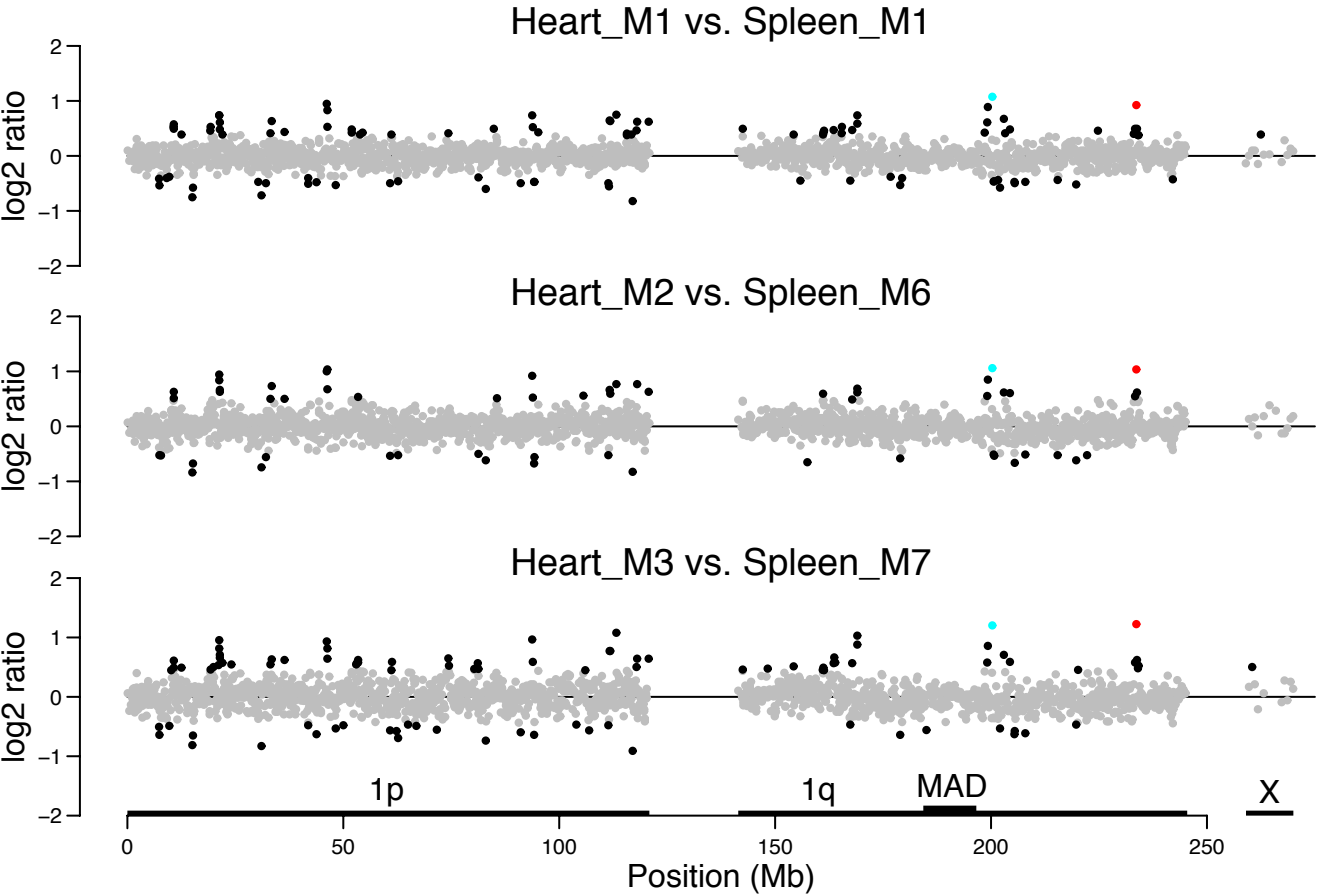 Heart_M1 vs. Spleen_M1
2
1
0
−1
−2
log2 ratio
Heart_M2 vs. Spleen_M6
2
1
0
−1
−2
log2 ratio
Heart_M3 vs. Spleen_M7
2
1
0
−1
−2
log2 ratio
1p 1q MAD X
0 50 100 150 200 250
Position (Mb)